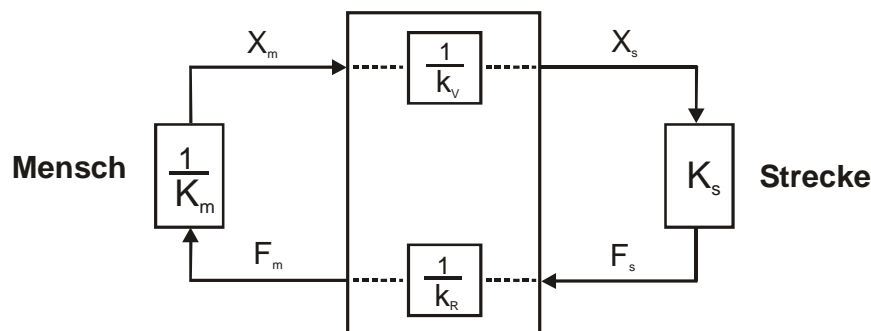 X_m
1/k_V
X_s
Mensch
1/K_m
K_s
Strecke
F_m
1/k_R
F_s